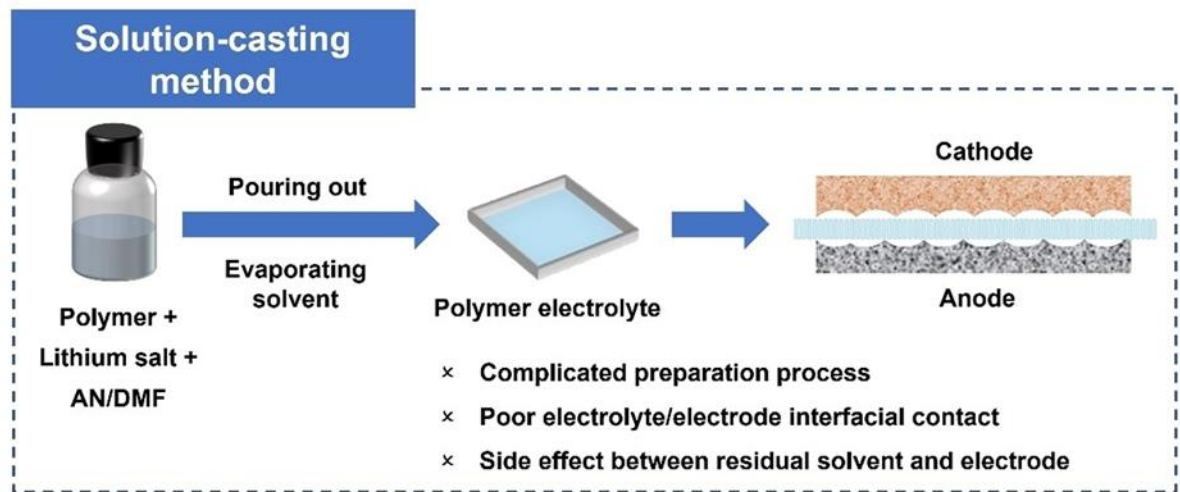 Solution-casting
method
Pouring out
Evaporating
solvent
Polymer +
Lithium salt +
AN/DMF
Polymer electrolyte
Cathode
Anode
× Complicated preparation process
× Poor electrolyte/electrode interfacial contact
× Side effect between residual solvent and electrode